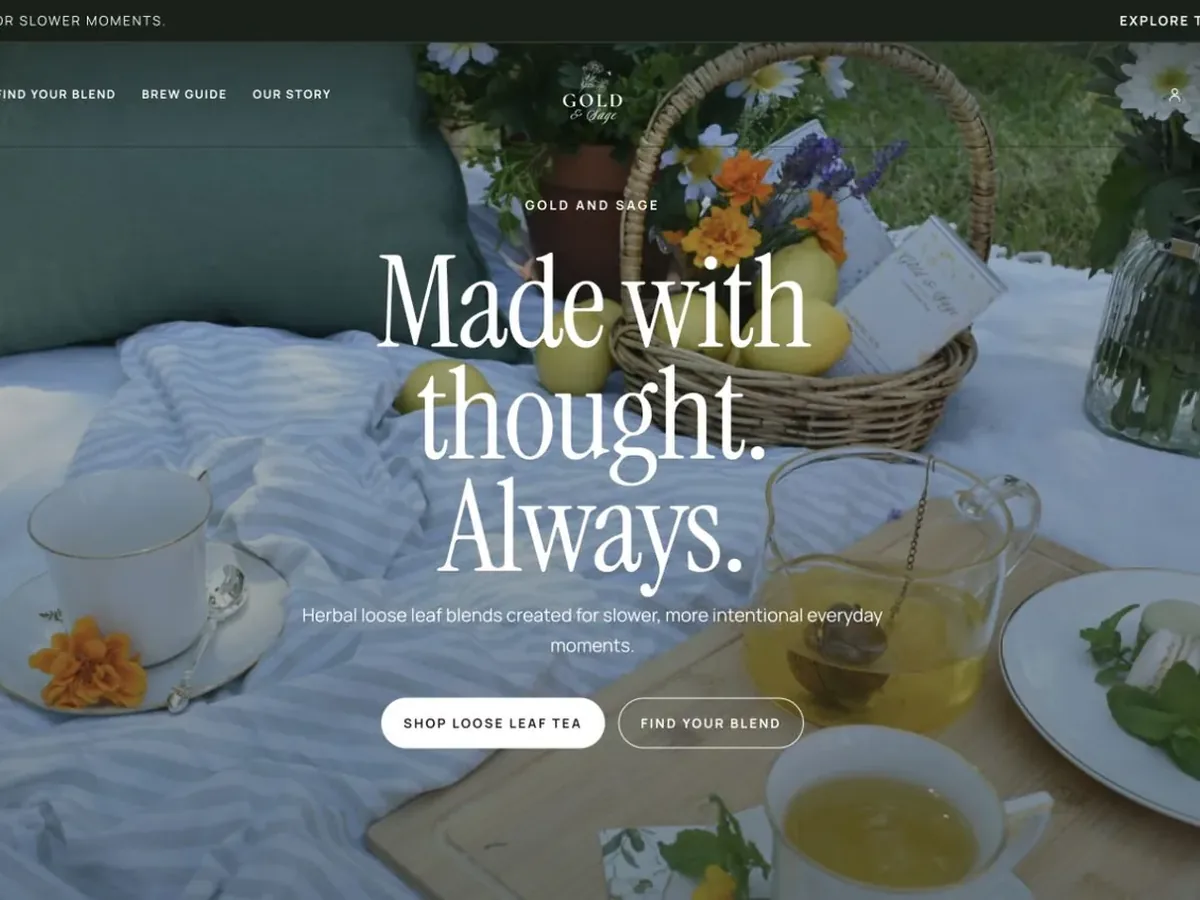 OR SLOWER MOMENTS.
EXPLORE T
FIND YOUR BLEND
BREW GUIDE
OUR STORY
GOLD
& Sage
GOLD AND SAGE
Made with
thought.
Always.
Gold & Sage
Herbal loose leaf blends created for slower, more intentional everyday
moments.
SHOP LOOSE LEAF TEA
FIND YOUR BLEND